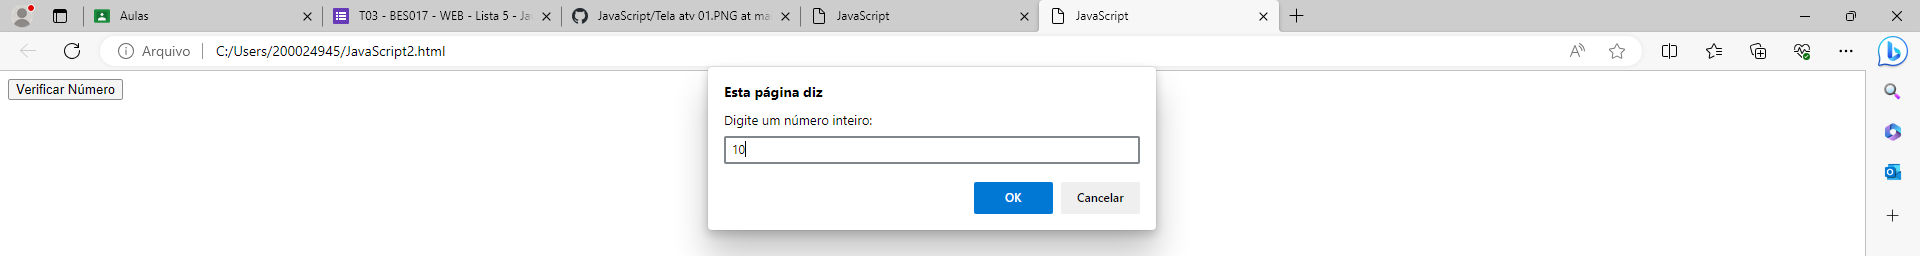 Aulas
T03 - BES017 - WEB - Lista 5 - Ja
JavaScript/Tela atv 01.PNG at ma
JavaScript
JavaScript
Arquivo
C:/Users/200024945/JavaScript2.html
Verificar Número
Esta página diz
Digite um número inteiro:
10
OK
Cancelar